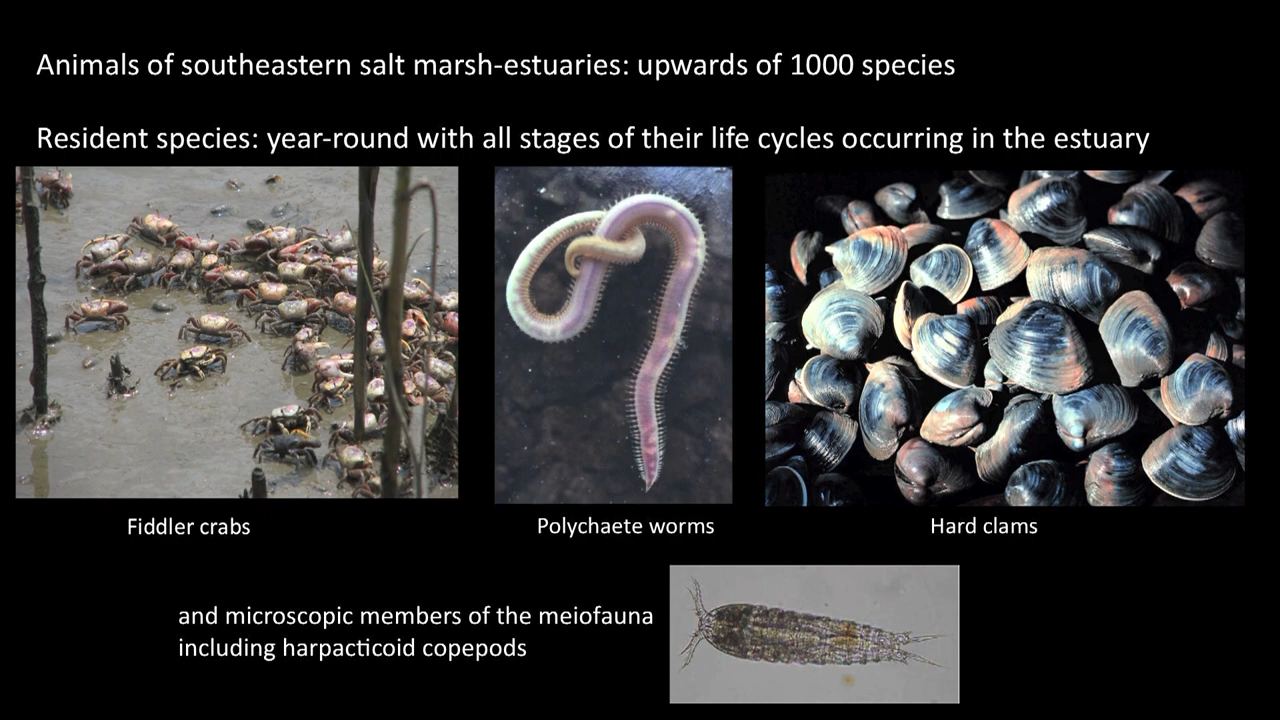 Animals of southeastern salt marsh-estuaries: upwards of 1000 species
Resident species: year-round with all stages of their life cycles occurring in the estuary
Fiddler crabs
Polychaete worms
Hard clams
and microscopic members of the meiofauna
including harpacticoid copepods